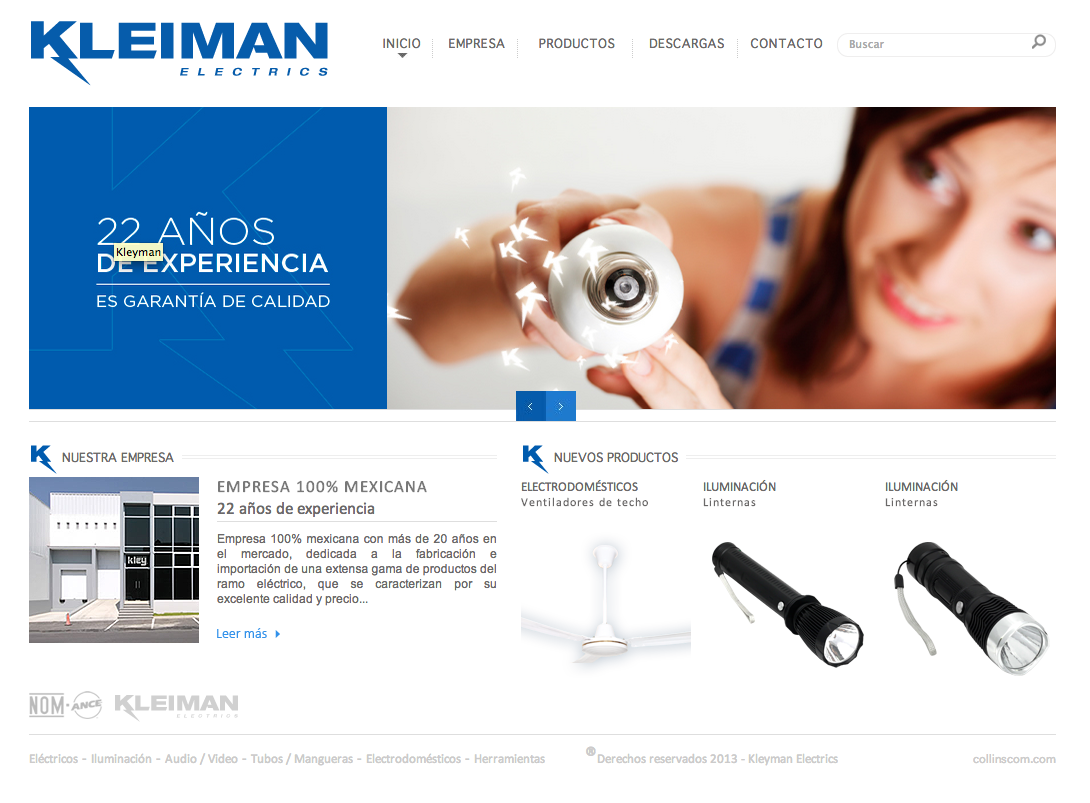 KLEIMAN
ELECTRICS
INICIO
EMPRESA
PRODUCTOS
DESCARGAS
CONTACTO
Buscar
22 AÑOS
Kleyman
DE EXPERIENCIA
ES GARANTÍA DE CALIDAD
NUESTRA EMPRESA
kley
EMPRESA 100% MEXICANA
22 años de experiencia
Empresa 100% mexicana con más de 20 años en
el mercado, dedicada a la fabricación e
importación de una extensa gama de productos del
ramo eléctrico, que se caracterizan por su
excelente calidad y precio...
Leer más
NUEVOS PRODUCTOS
ELECTRODOMÉSTICOS
Ventiladores de techo
ILUMINACIÓN
Linternas
ILUMINACIÓN
Linternas
NOM·ANCE
KLEIMAN
ELECTRICS
Eléctricos - Iluminación - Audio / Video - Tubos / Mangueras - Electrodomésticos - Herramientas
®Derechos reservados 2013 - Kleyman Electrics
collinscom.com